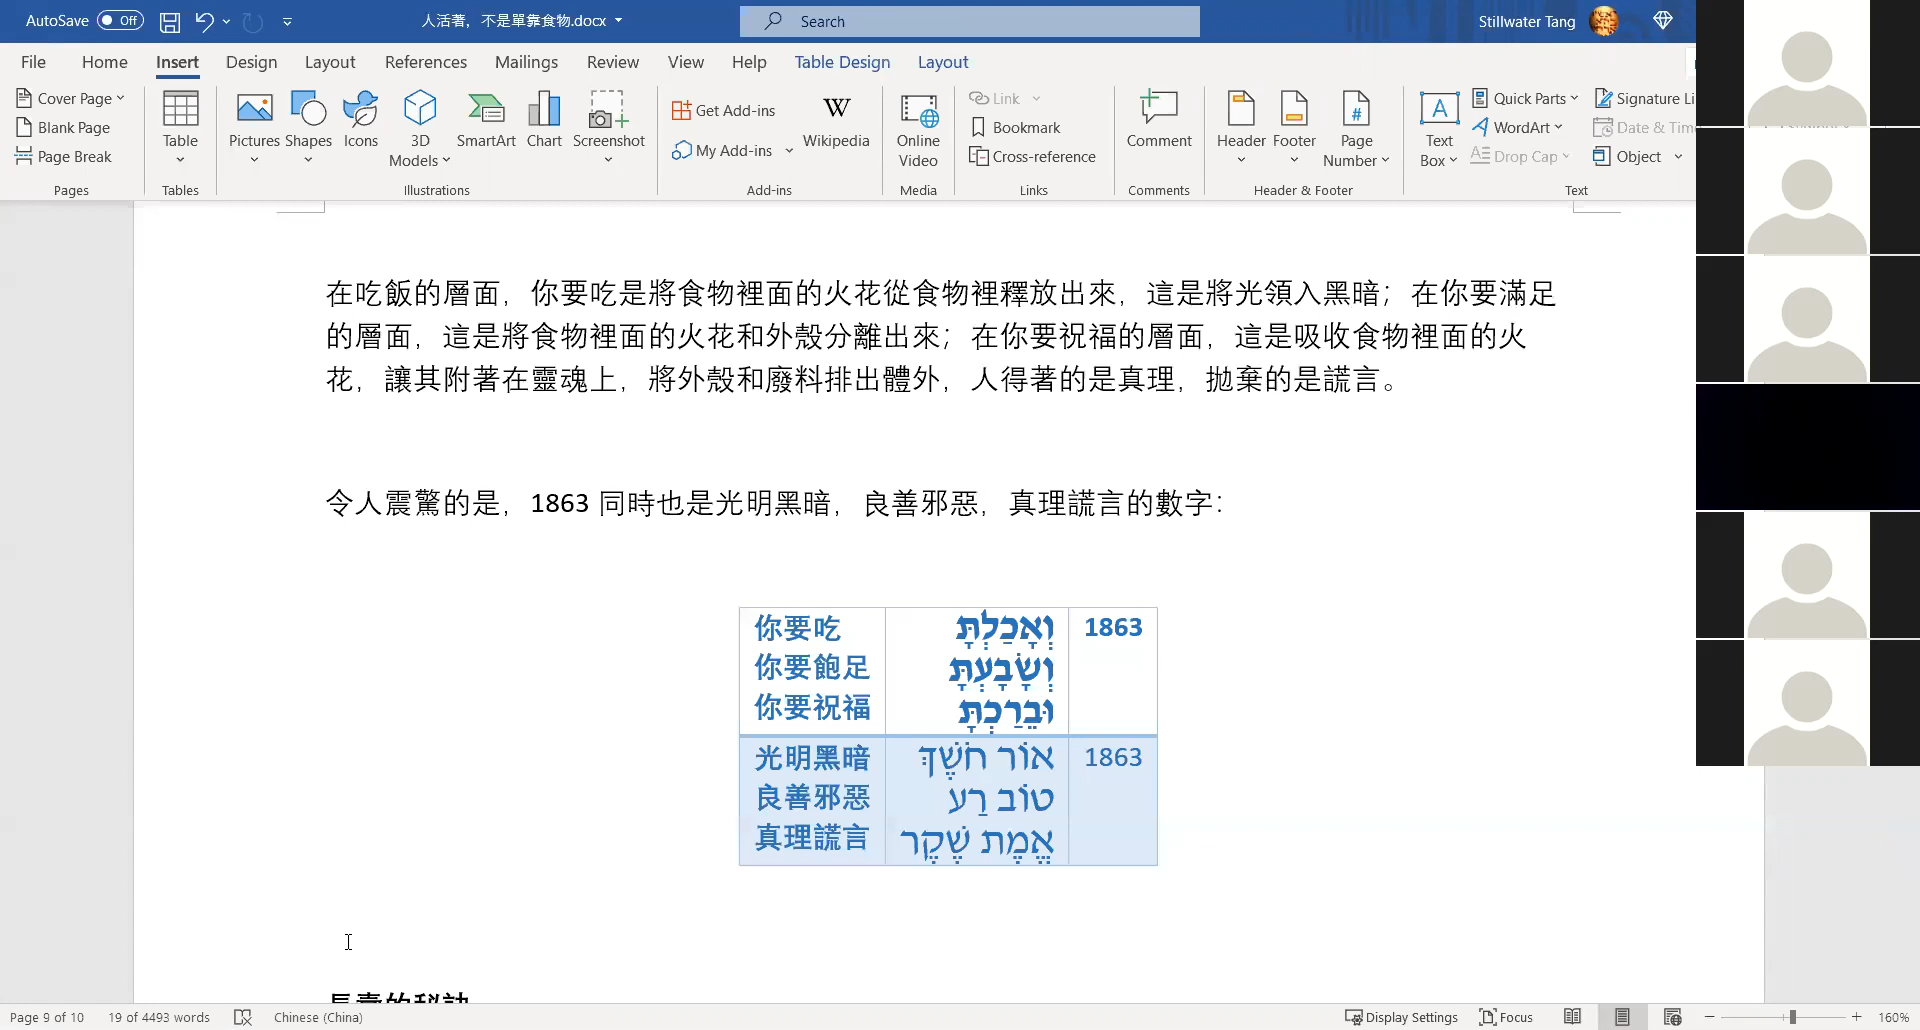 AutoSave Off 人活著，不是單靠食物.docx Search Stillwater Tang
File Home Insert Design Layout References Mailings Review View Help Table Design Layout
Cover Page
Blank Page
Page Break
Pages
Table
Tables
Pictures Shapes Icons 3D Models SmartArt Chart Screenshot
Illustrations
Get Add-ins
My Add-ins
Wikipedia
Add-ins
Online Video
Media
Link
Bookmark
Cross-reference
Links
Comment
Comments
Header Footer Page Number
Header & Footer
Text Box
Quick Parts
WordArt
Drop Cap
Signature Li
Date & Tim
Object
Text
在吃飯的層面，你要吃是將食物裡面的火花從食物裡釋放出來，這是將光領入黑暗；在你要滿足
的層面，這是將食物裡面的火花和外殼分離出來；在你要祝福的層面，這是吸收食物裡面的火
花，讓其附著在靈魂上，將外殼和廢料排出體外，人得著的是真理，拋棄的是謊言。
令人震驚的是，1863 同時也是光明黑暗，良善邪惡，真理謊言的數字：
你要吃 וְאָכַלְתָּ 1863
你要飽足 וְשָׂבָעְתָּ
你要祝福 וּבֵרַכְתָּ
光明黑暗 אוֹר חֹשֶׁךְ 1863
良善邪惡 טוֹב רַע
真理謊言 אֱמֶת שֶׁקֶר
Page 9 of 10 19 of 4493 words Chinese (China) Display Settings Focus 160%